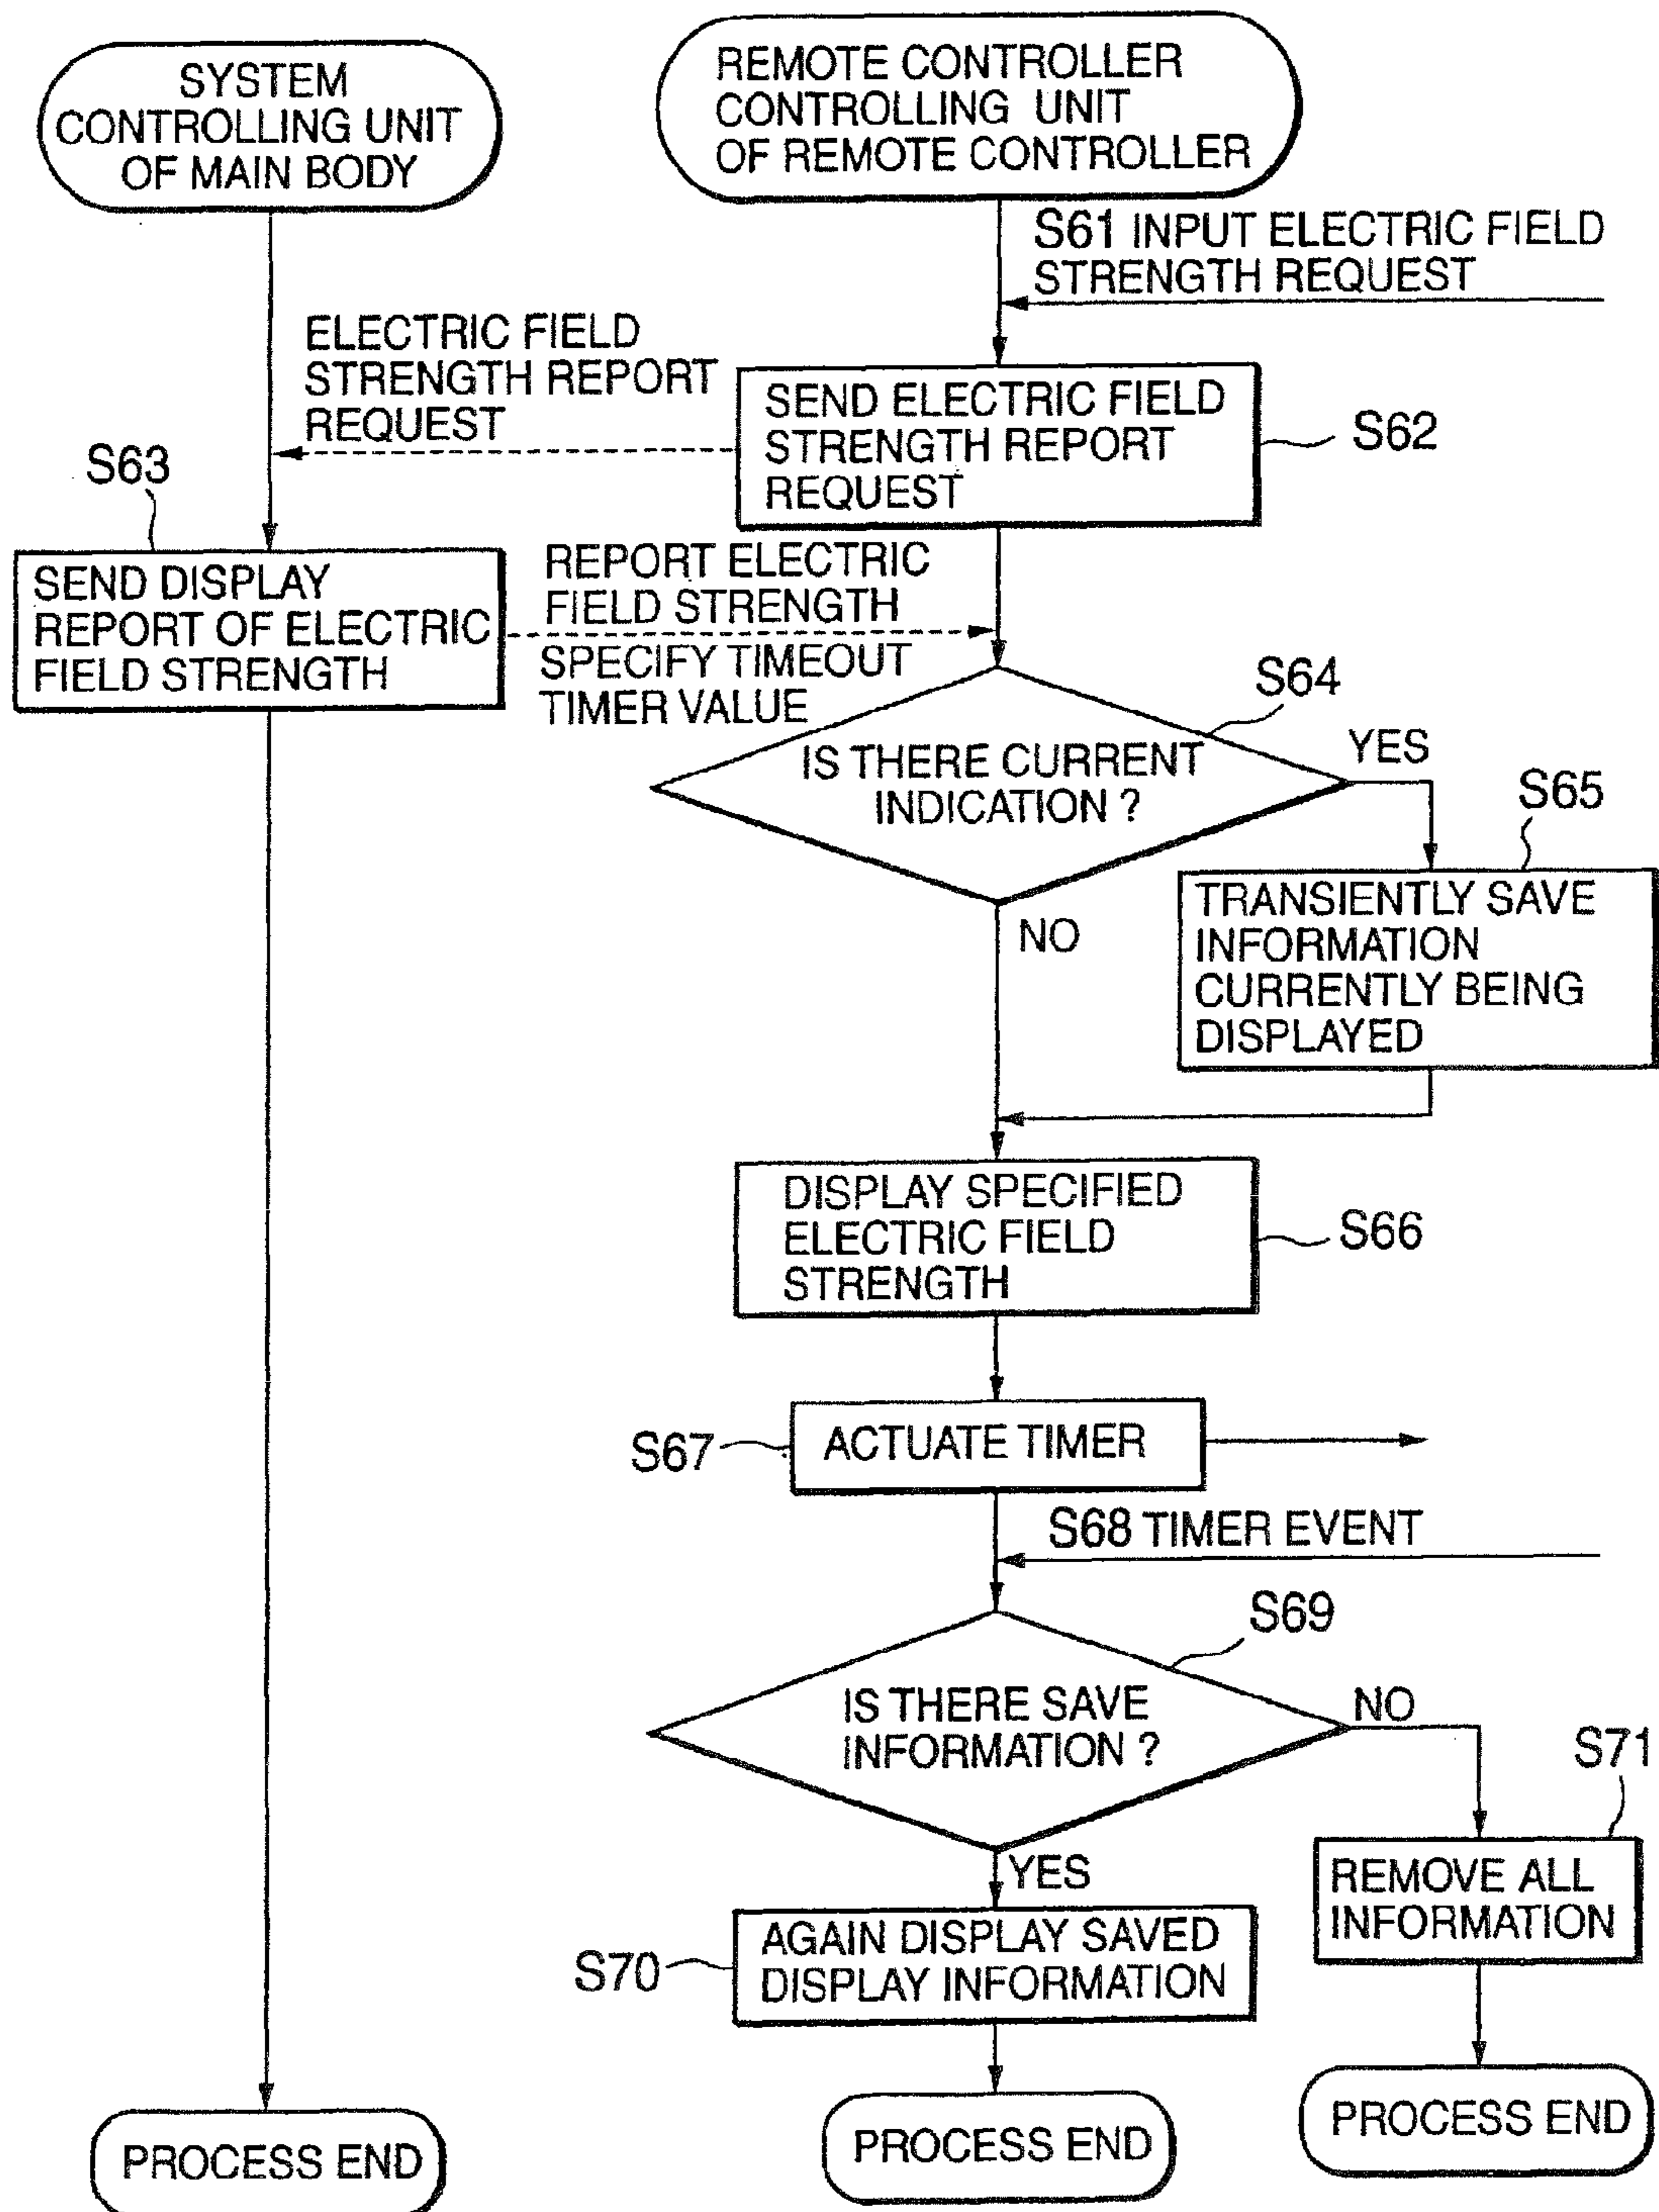 SYSTEM
CONTROLLING UNIT
OF MAIN BODY
REMOTE CONTROLLER
CONTROLLING UNIT
OF REMOTE CONTROLLER
S61 INPUT ELECTRIC FIELD
STRENGTH REQUEST
ELECTRIC FIELD
STRENGTH REPORT
REQUEST
SEND ELECTRIC FIELD
STRENGTH REPORT
REQUEST
S62
S63
SEND DISPLAY
REPORT OF ELECTRIC
FIELD STRENGTH
REPORT ELECTRIC
FIELD STRENGTH
SPECIFY TIMEOUT
TIMER VALUE
S64
IS THERE CURRENT
INDICATION ?
YES
NO
S65
TRANSIENTLY SAVE
INFORMATION
CURRENTLY BEING
DISPLAYED
DISPLAY SPECIFIED
ELECTRIC FIELD
STRENGTH
S66
S67
ACTUATE TIMER
S68 TIMER EVENT
S69
IS THERE SAVE
INFORMATION ?
NO
YES
S71
REMOVE ALL
INFORMATION
S70
AGAIN DISPLAY SAVED
DISPLAY INFORMATION
PROCESS END
PROCESS END
PROCESS END